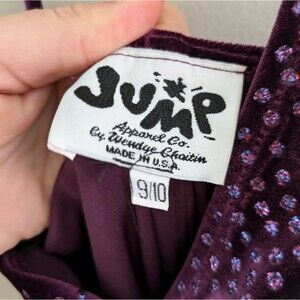 JUMP
Apparel Co.
by Wendye Chaitin
MADE IN U.S.A.
9/10